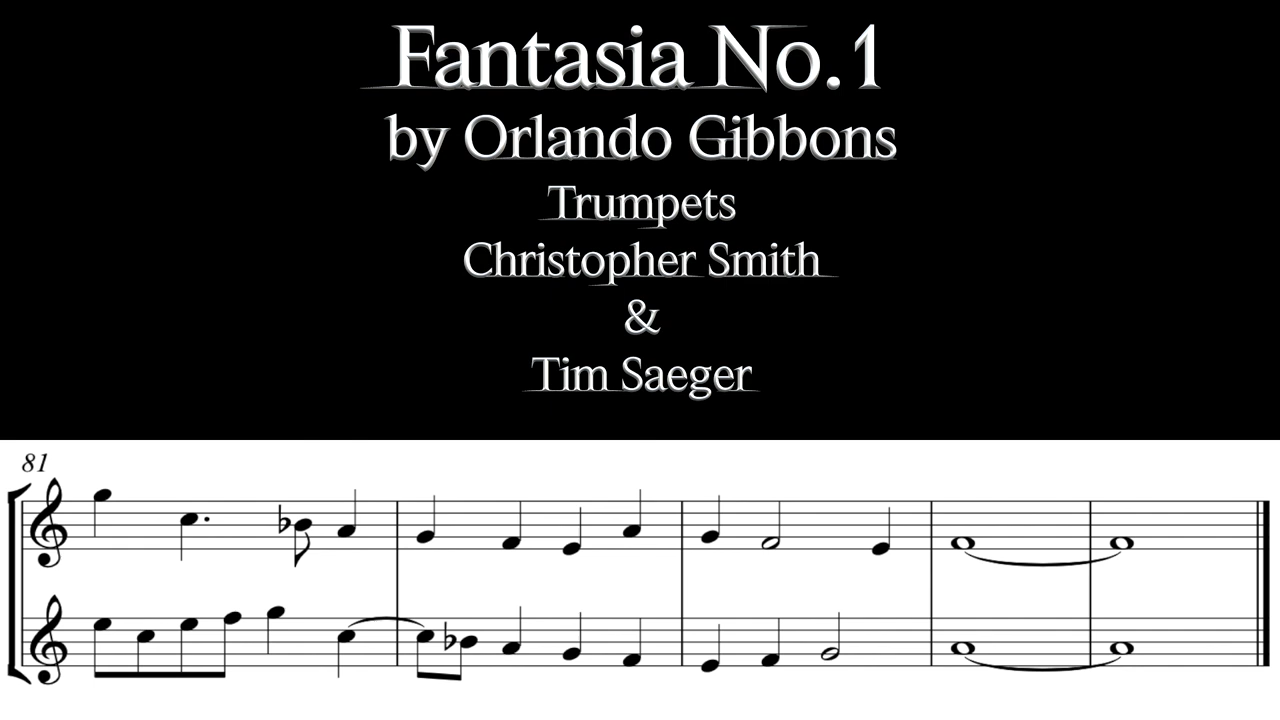 Fantasia No.1
by Orlando Gibbons
Trumpets
Christopher Smith
&
Tim Saeger
81